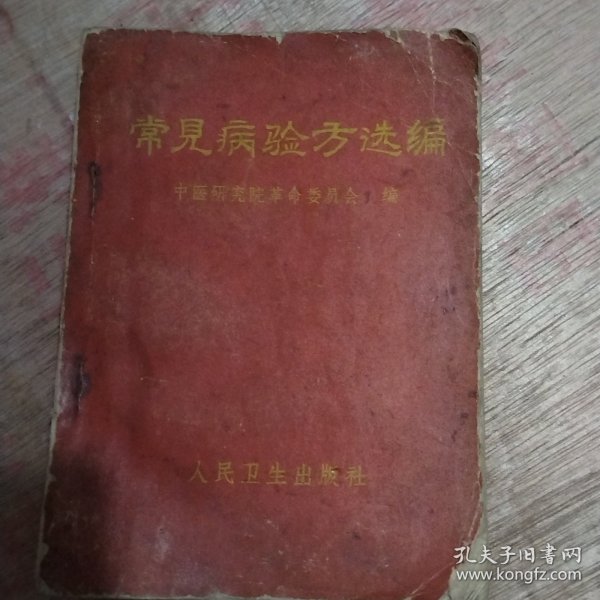 常见病验方选编
中医研究院革命委员会 编
人民卫生出版社
孔夫子旧书网
www.kongfz.com